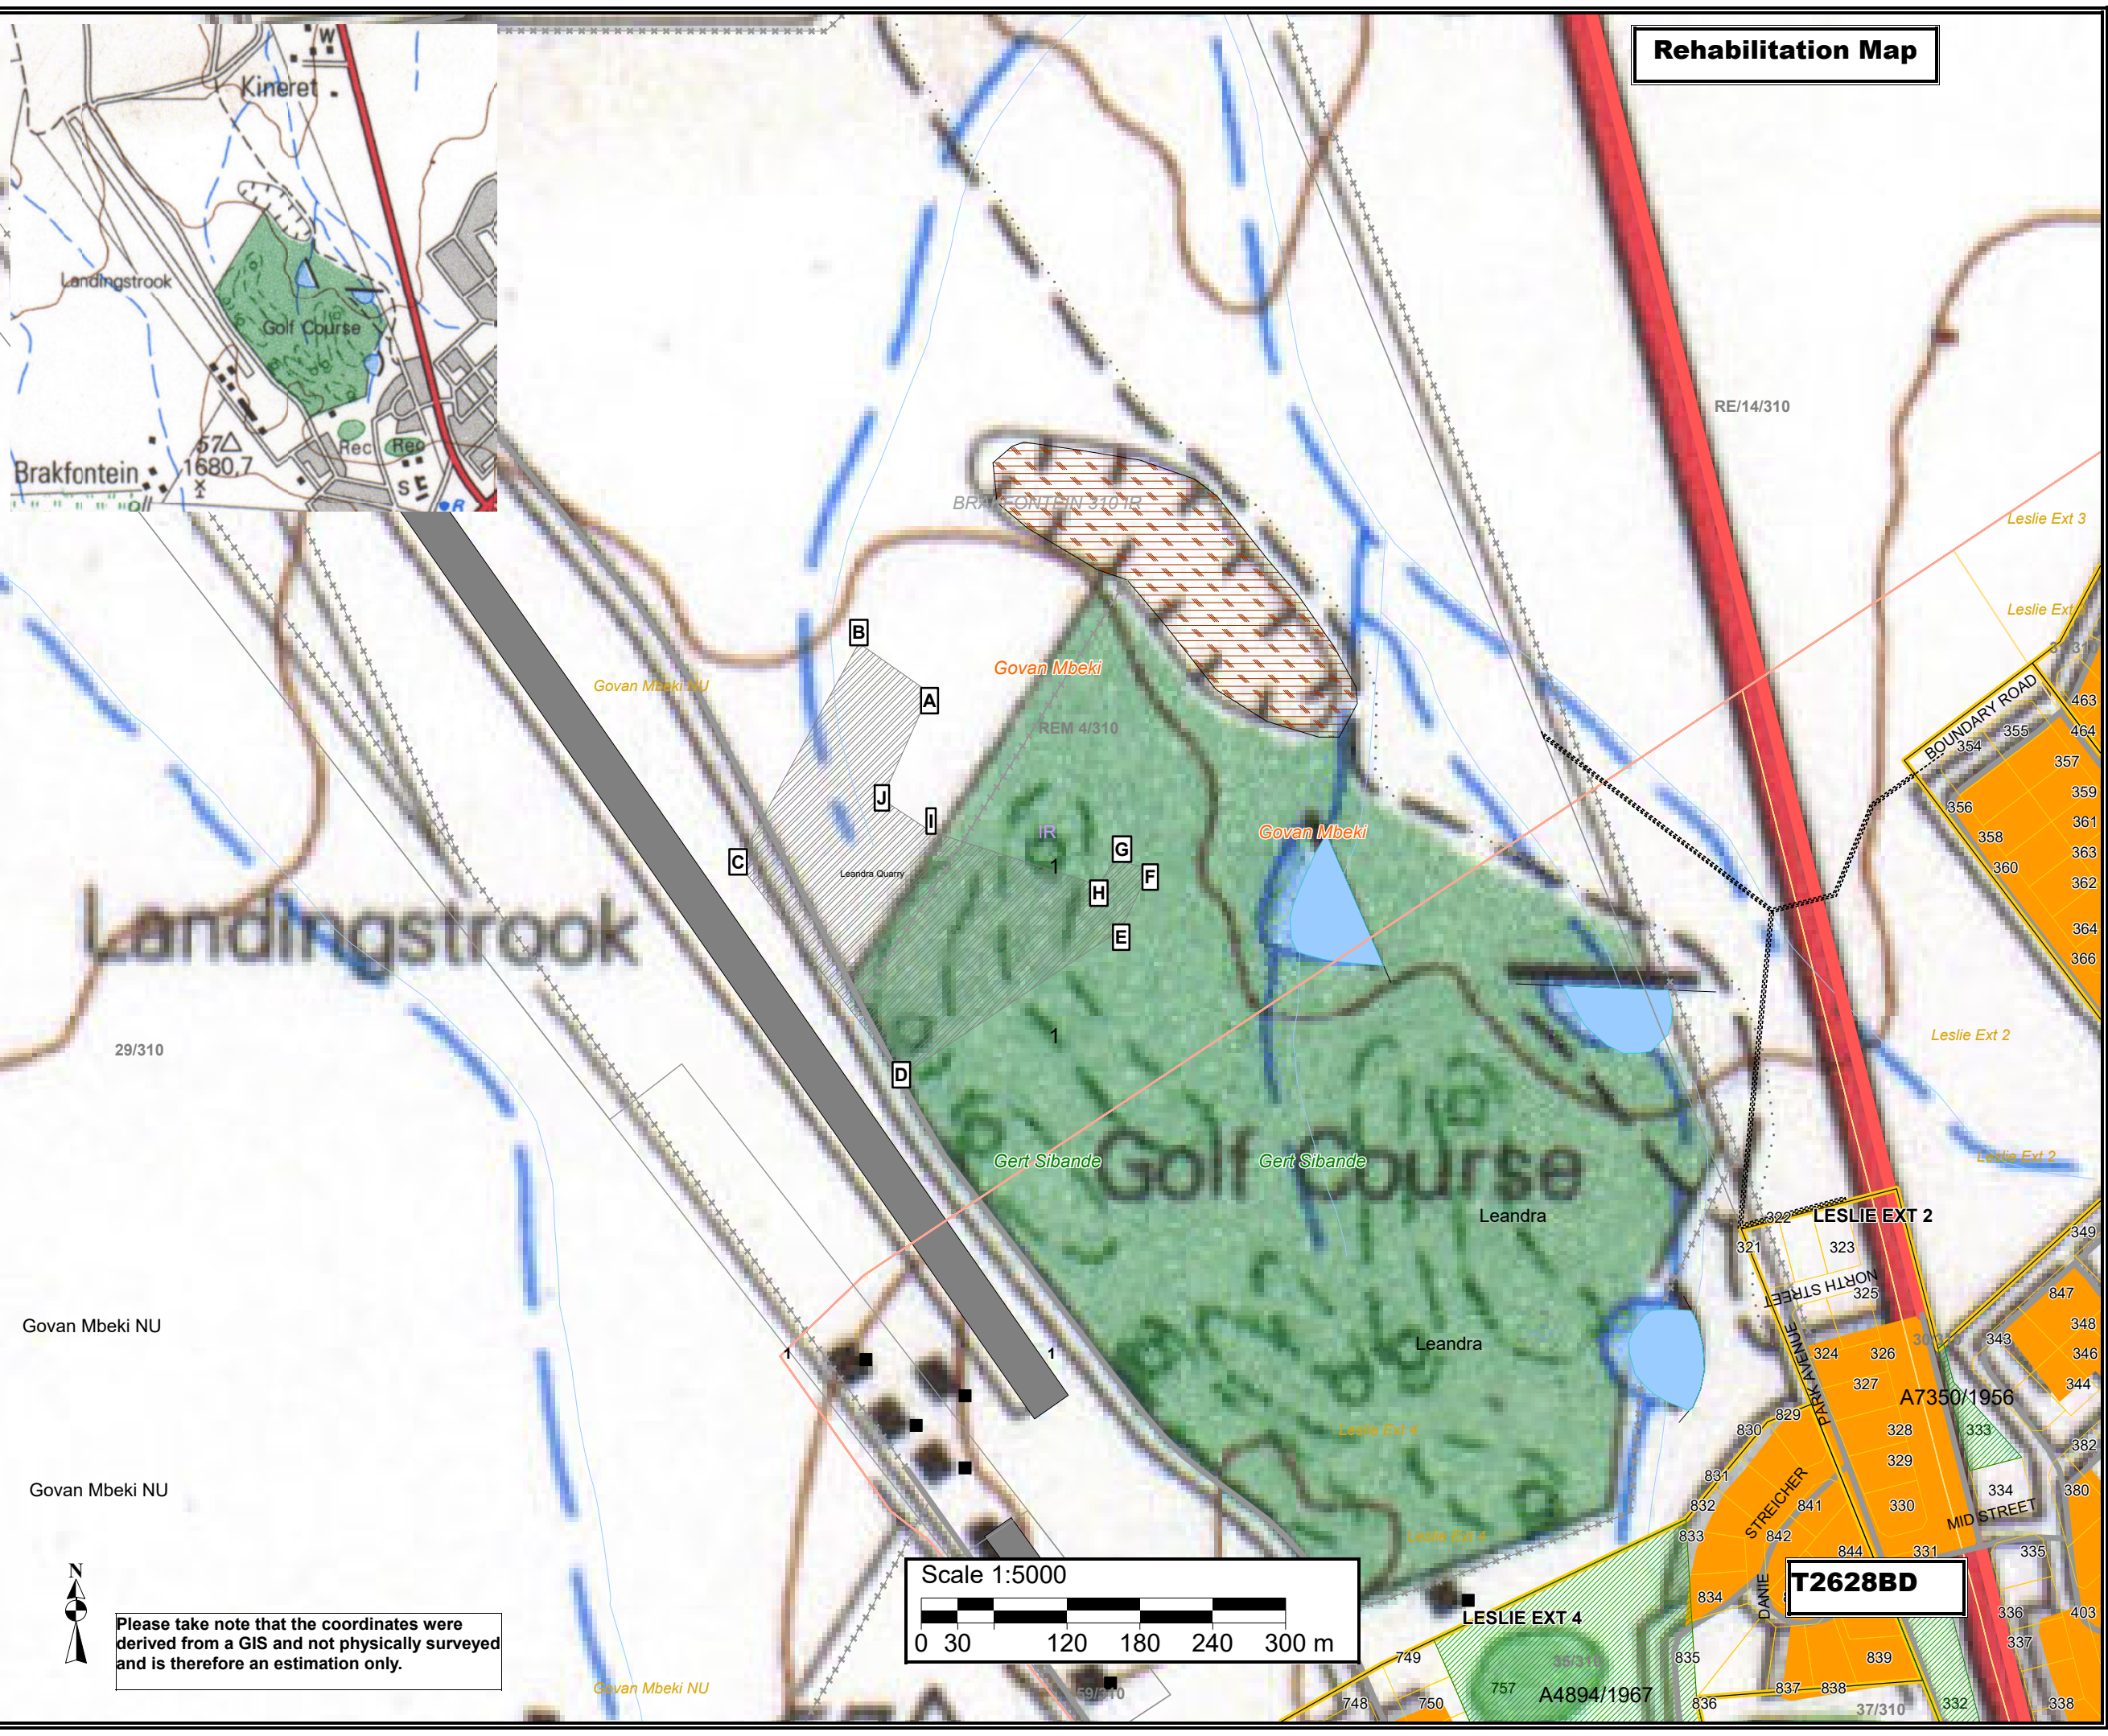 Rehabilitation Map
W
Kineret
Landingstrook
Golf Course
57
1680,7
Brakfontein
Rec
Rec
S
E
R
RE/14/310
BRAKFONTEIN 310 IR
Leslie Ext 3
Leslie Ext
B
Govan Mbeki
Govan Mbeki NU
A
REM 4/310
BOUNDARY ROAD
463
464
355
354
357
J
I
IR
Govan Mbeki
359
356
361
358
G
363
360
C
Leandra Quarry
1
F
H
362
E
364
366
Landingstrook
29/310
1
D
Leslie Ext 2
Golf Course
Gert Sibande
Gert Sibande
Leslie Ext 2
Leandra
322
LESLIE EXT 2
349
321
323
NORTH STREET
325
847
Govan Mbeki NU
Leandra
348
343
346
1
1
324
326
PARK AVENUE
327
344
A7350/1956
829
830
328
333
Leslie Ext 4
382
329
831
Govan Mbeki NU
334
380
832
STREICHER
841
330
MID STREET
833
842
Leslie Ext 4
844
331
335
N
Scale 1:5000
0 30 120 180 240 300 m
T2628BD
DANIE
834
336
403
LESLIE EXT 4
337
Please take note that the coordinates were
derived from a GIS and not physically surveyed
and is therefore an estimation only.
749
35/310
835
839
Govan Mbeki NU
59/310
757
A4894/1967
837
838
748
750
836
332
338
37/310